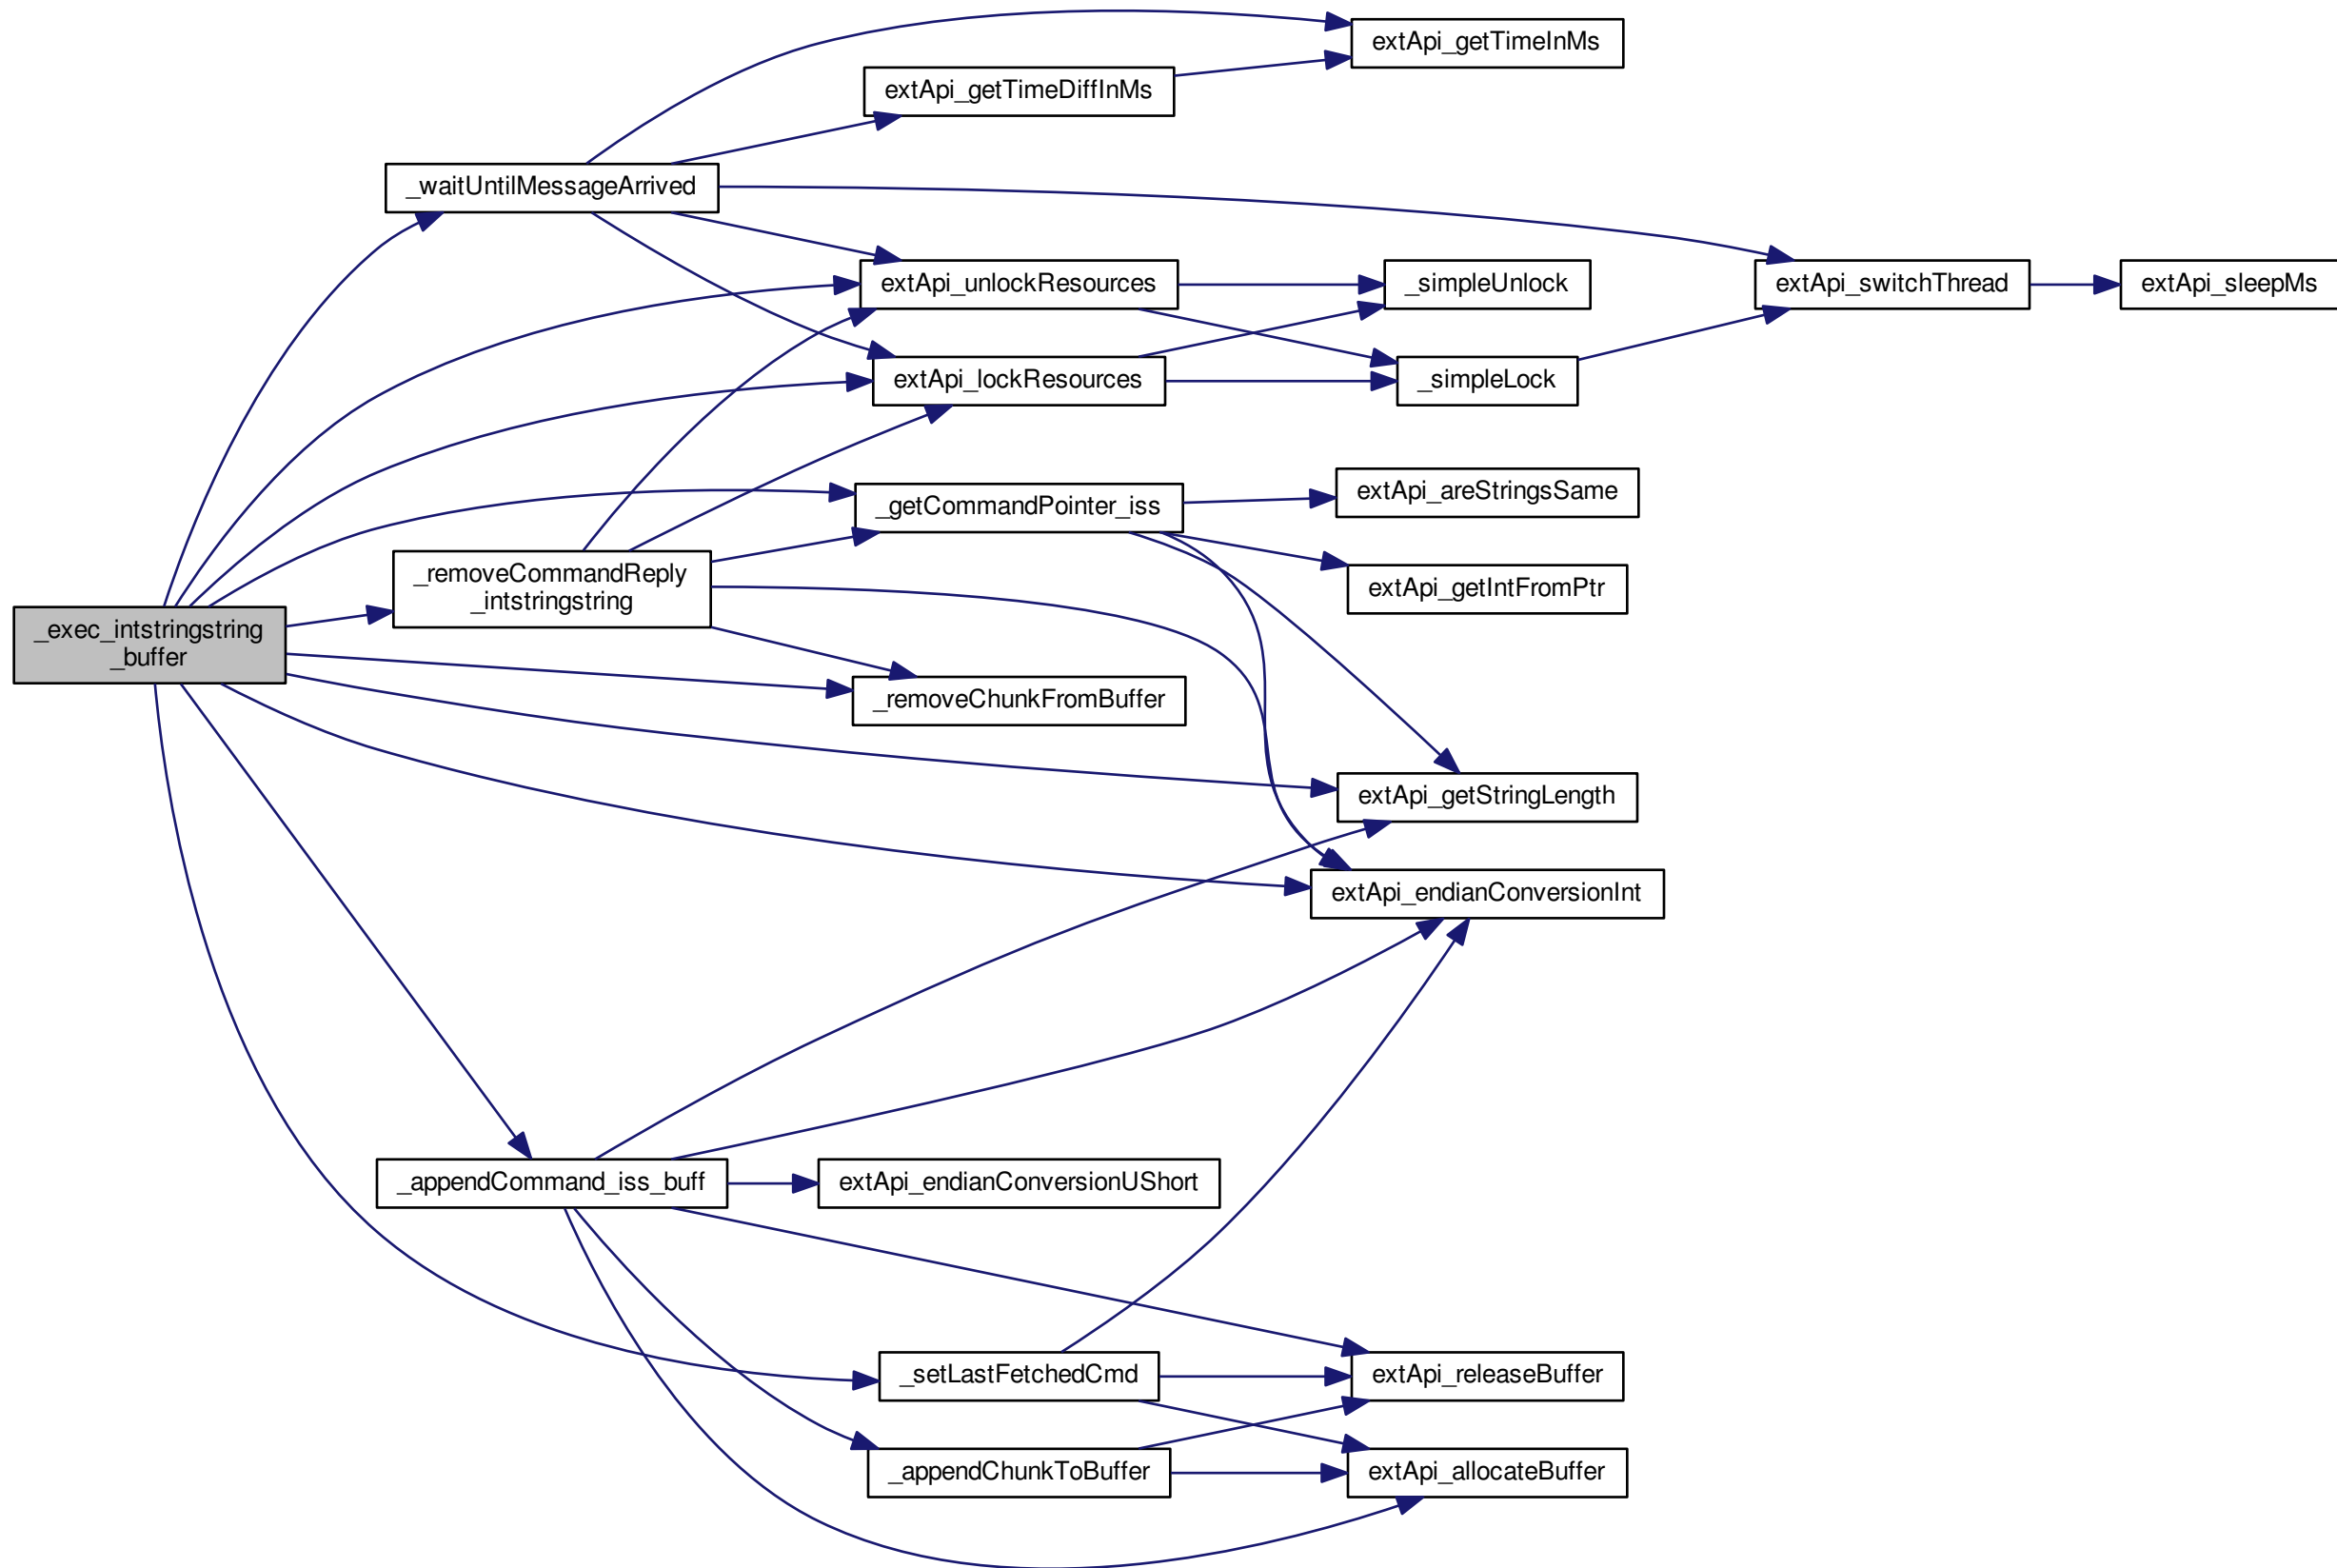 extApi_getTimeInMs
extApi_getTimeDiffInMs
_waitUntilMessageArrived
extApi_unlockResources
_simpleUnlock
extApi_switchThread
extApi_sleepMs
extApi_lockResources
_simpleLock
_getCommandPointer_iss
extApi_areStringsSame
_removeCommandReply
_intstringstring
extApi_getIntFromPtr
_exec_intstringstring
_buffer
_removeChunkFromBuffer
extApi_getStringLength
extApi_endianConversionInt
_appendCommand_iss_buff
extApi_endianConversionUShort
_setLastFetchedCmd
extApi_releaseBuffer
_appendChunkToBuffer
extApi_allocateBuffer